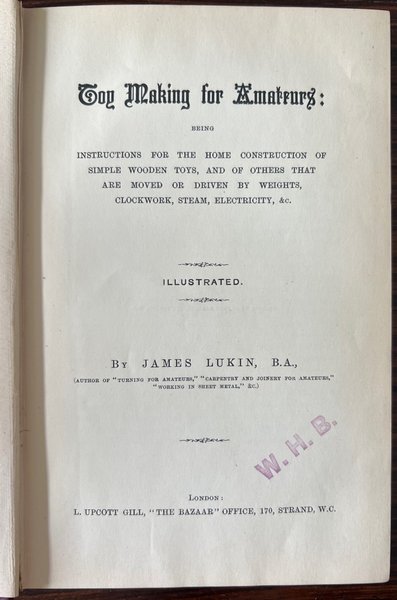 Toy Making for Amateurs:
BEING
INSTRUCTIONS FOR THE HOME CONSTRUCTION OF
SIMPLE WOODEN TOYS, AND OF OTHERS THAT
ARE MOVED OR DRIVEN BY WEIGHTS,
CLOCKWORK, STEAM, ELECTRICITY, &c.
ILLUSTRATED.
BY JAMES LUKIN, B.A.,
(AUTHOR OF "TURNING FOR AMATEURS," "CARPENTRY AND JOINERY FOR AMATEURS,"
"WORKING IN SHEET METAL," &C.)
W. H. B.
LONDON:
L. UPCOTT GILL, "THE BAZAAR" OFFICE, 170, STRAND, W.C.